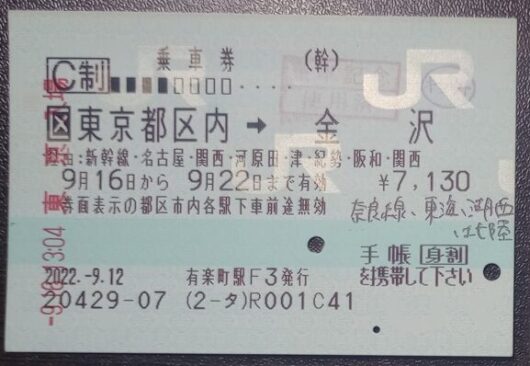 C制 乗車券 (幹)
区 東京都区内 → 金沢
経由:新幹線・名古屋・関西・河原田・津・紀勢・阪和・関西
9月16日から 9月22日まで有効 ¥7,130
券面表示の都区市内各駅下車前途無効
奈良線、東海、湖西
北陸
手帳 身割
を携帯して下さい
2022.-9.12 有楽町駅F3発行
20429-07 (2-タ)R001C41
JR